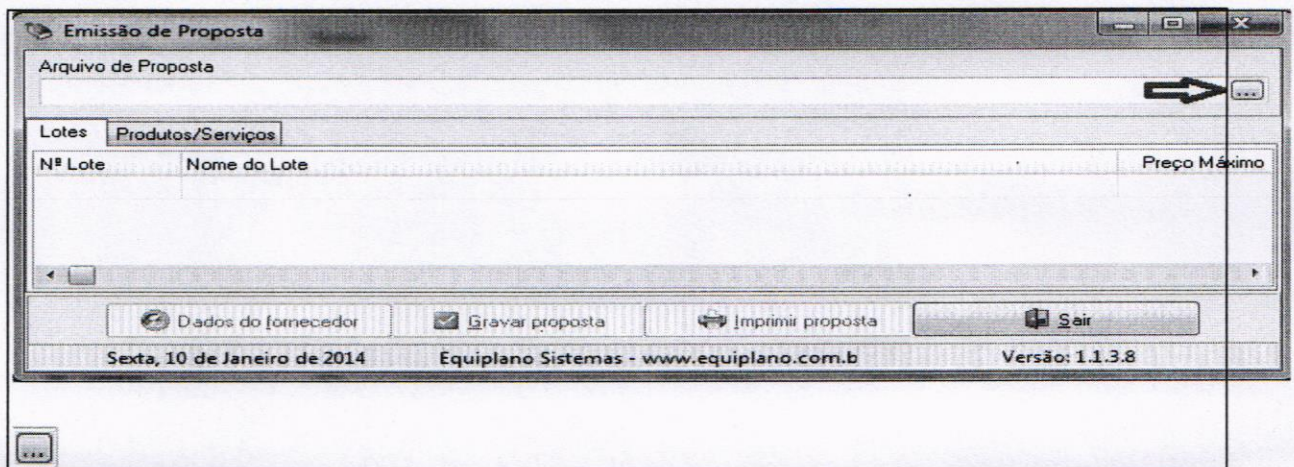 Emissão de Proposta
Arquivo de Proposta
...
Lotes Produtos/Serviços
Nº Lote Nome do Lote Preço Máximo
Dados do fornecedor Gravar proposta Imprimir proposta Sair
Sexta, 10 de Janeiro de 2014 Equiplano Sistemas - www.equiplano.com.b Versão: 1.1.3.8
...